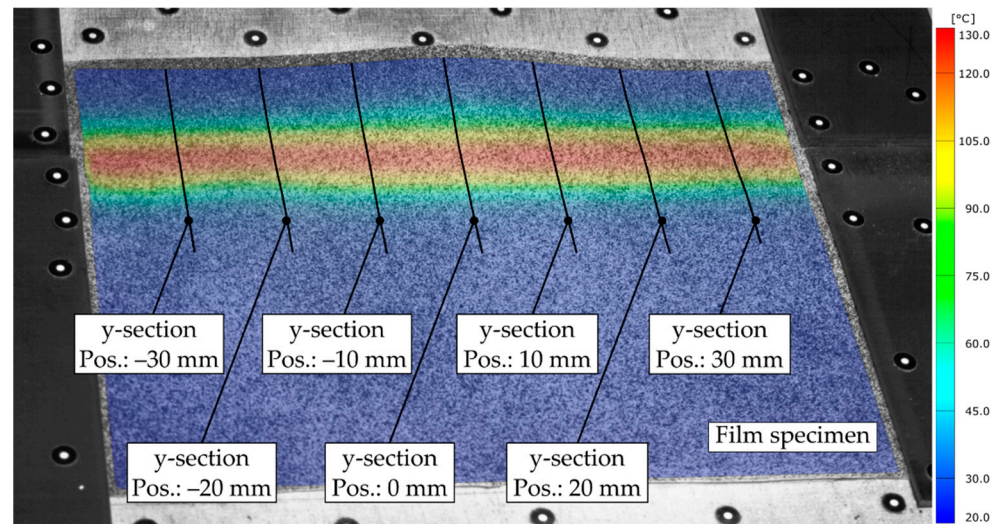 [°C]
130.0
120.0
105.0
90.0
75.0
60.0
45.0
30.0
20.0
y-section
Pos.: –30 mm
y-section
Pos.: –10 mm
y-section
Pos.: 10 mm
y-section
Pos.: 30 mm
Film specimen
y-section
Pos.: –20 mm
y-section
Pos.: 0 mm
y-section
Pos.: 20 mm